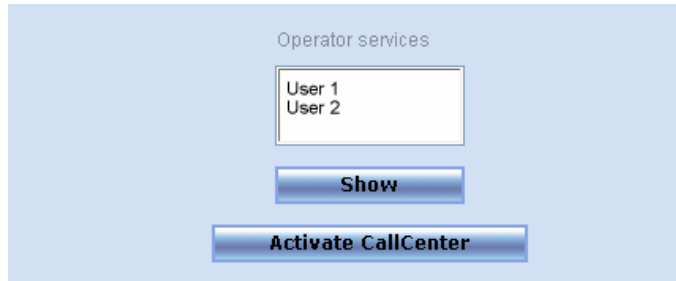 Operator services
User 1
User 2
Show
Activate CallCenter